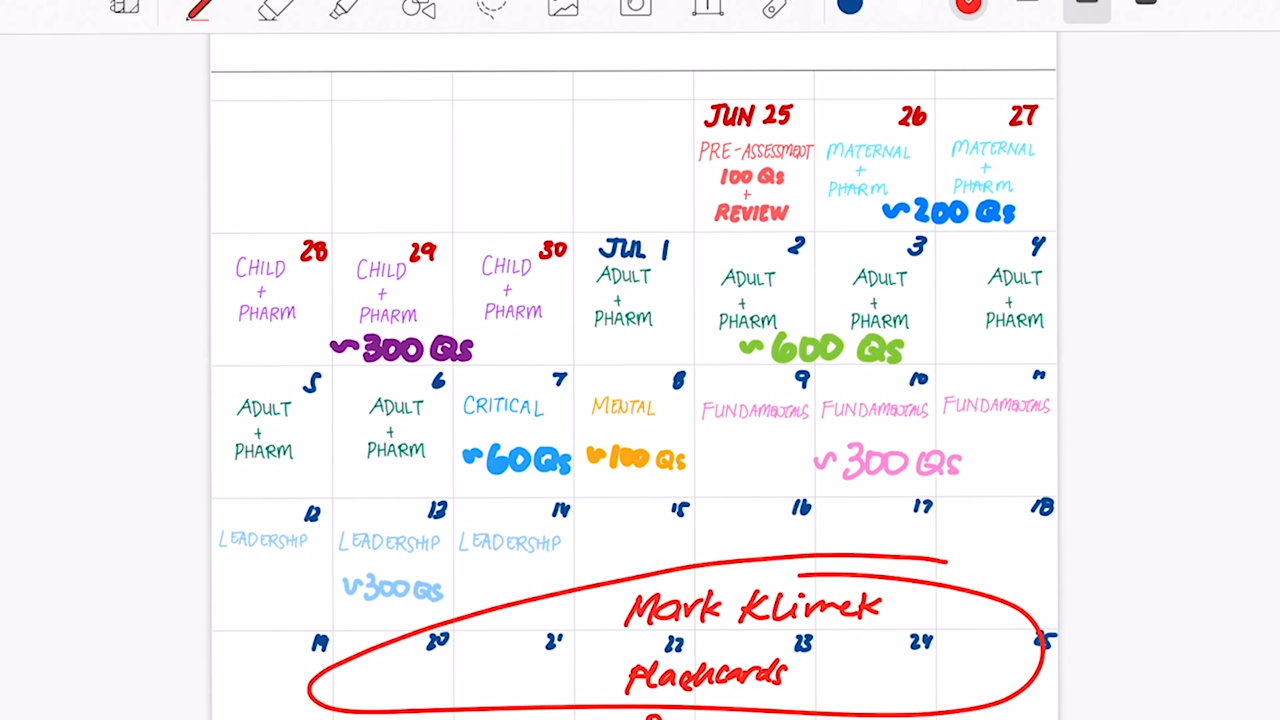 JUN 25 26 27
PRE-ASSESSMENT MATERNAL MATERNAL
100 Qs + +
+ PHARM PHARM
REVIEW ~200 Qs
28 29 30 JUL 1 2 3 4
CHILD CHILD CHILD ADULT ADULT ADULT ADULT
+ + + + + + +
PHARM PHARM PHARM PHARM PHARM PHARM PHARM
~300 Qs ~600 Qs
5 6 7 8 9 10 11
ADULT ADULT CRITICAL MENTAL FUNDAMENTALS FUNDAMENTALS FUNDAMENTALS
+ +
PHARM PHARM ~60Qs ~100 Qs ~300 Qs
12 13 14 15 16 17 18
LEADERSHIP LEADERSHIP LEADERSHIP
~300 Qs
Mark Klimek
19 20 21 22 23 24 25
flashcards